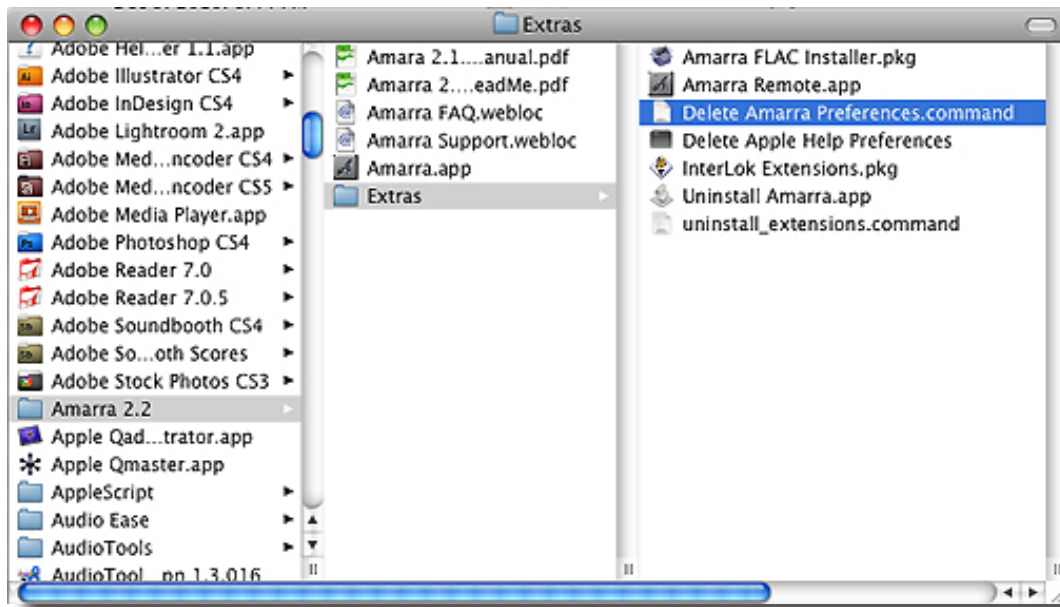 Extras
Adobe Hel...er 1.1.app
Adobe Illustrator CS4
Adobe InDesign CS4
Adobe Lightroom 2.app
Adobe Med...ncoder CS4
Adobe Med...ncoder CS5
Adobe Media Player.app
Adobe Photoshop CS4
Adobe Reader 7.0
Adobe Reader 7.0.5
Adobe Soundbooth CS4
Adobe So...oth Scores
Adobe Stock Photos CS3
Amarra 2.2
Apple Qad...trator.app
Apple Qmaster.app
AppleScript
Audio Ease
AudioTools
AudioTool...pn 1.3.016
Amara 2.1....anual.pdf
Amarra 2....eadMe.pdf
Amarra FAQ.webloc
Amarra Support.webloc
Amarra.app
Extras
Amarra FLAC Installer.pkg
Amarra Remote.app
Delete Amarra Preferences.command
Delete Apple Help Preferences
InterLok Extensions.pkg
Uninstall Amarra.app
uninstall_extensions.command